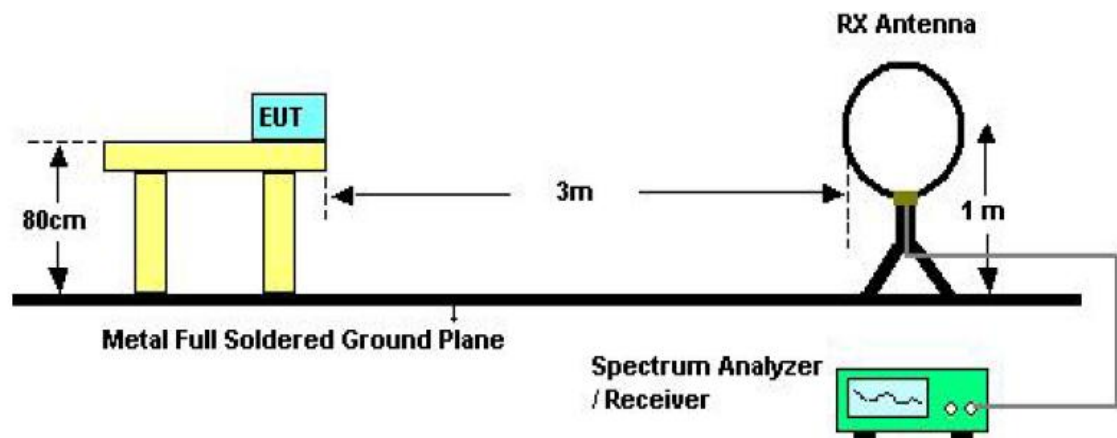 RX Antenna
EUT
80cm
3m
1 m
Metal Full Soldered Ground Plane
Spectrum Analyzer
/ Receiver